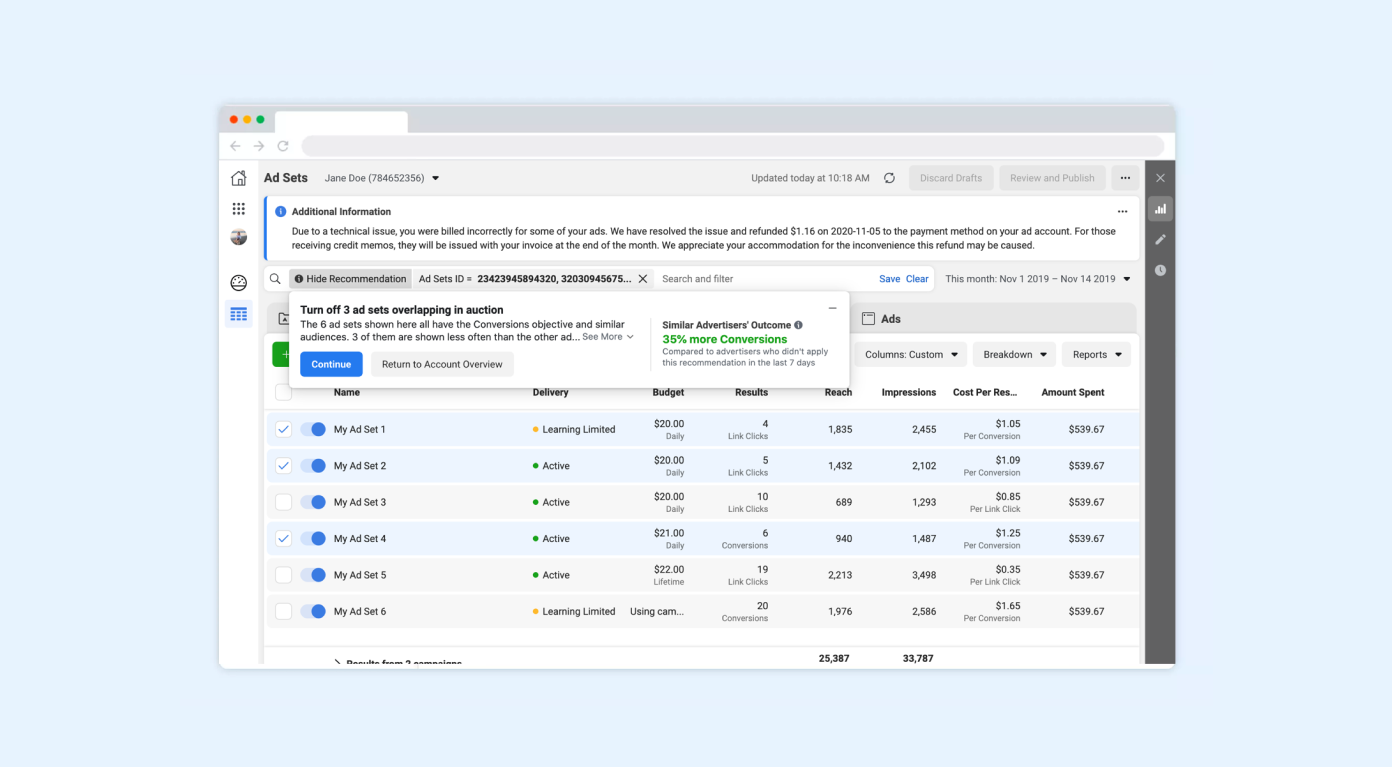 Ad Sets Jane Doe (784652356) Updated today at 10:18 AM Discard Drafts Review and Publish
Additional Information
Due to a technical issue, you were billed incorrectly for some of your ads. We have resolved the issue and refunded $1.16 on 2020-11-05 to the payment method on your ad account. For those
receiving credit memos, they will be issued with your invoice at the end of the month. We appreciate your accommodation for the inconvenience this refund may be caused.
Hide Recommendation Ad Sets ID = 23423945894320, 32030945675... Search and filter Save Clear This month: Nov 1 2019 – Nov 14 2019
Turn off 3 ad sets overlapping in auction
The 6 ad sets shown here all have the Conversions objective and similar
audiences. 3 of them are shown less often than the other ad... See More
Continue Return to Account Overview
Similar Advertisers' Outcome
35% more Conversions
Compared to advertisers who didn't apply
this recommendation in the last 7 days
Ads
Columns: Custom Breakdown Reports
Name Delivery Budget Results Reach Impressions Cost Per Res... Amount Spent
My Ad Set 1 Learning Limited $20.00 4 1,835 2,455 $1.05 $539.67
Daily Link Clicks Per Conversion
My Ad Set 2 Active $20.00 5 1,432 2,102 $1.09 $539.67
Daily Link Clicks Per Conversion
My Ad Set 3 Active $20.00 10 689 1,293 $0.85 $539.67
Daily Link Clicks Per Link Click
My Ad Set 4 Active $21.00 6 940 1,487 $1.25 $539.67
Daily Conversions Per Conversion
My Ad Set 5 Active $22.00 19 2,213 3,498 $0.35 $539.67
Lifetime Link Clicks Per Link Click
My Ad Set 6 Learning Limited Using cam... 20 1,976 2,586 $1.65 $539.67
Conversions Per Conversion
Results from 2 campaigns 25,387 33,787